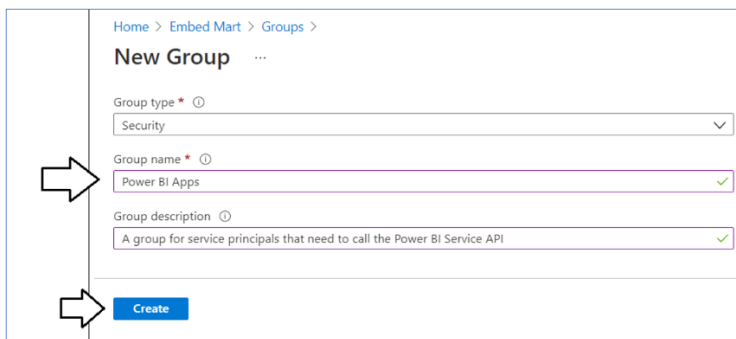 Home > Embed Mart > Groups >
New Group ...
Group type *
Security
Group name *
Power BI Apps
Group description
A group for service principals that need to call the Power BI Service API
Create